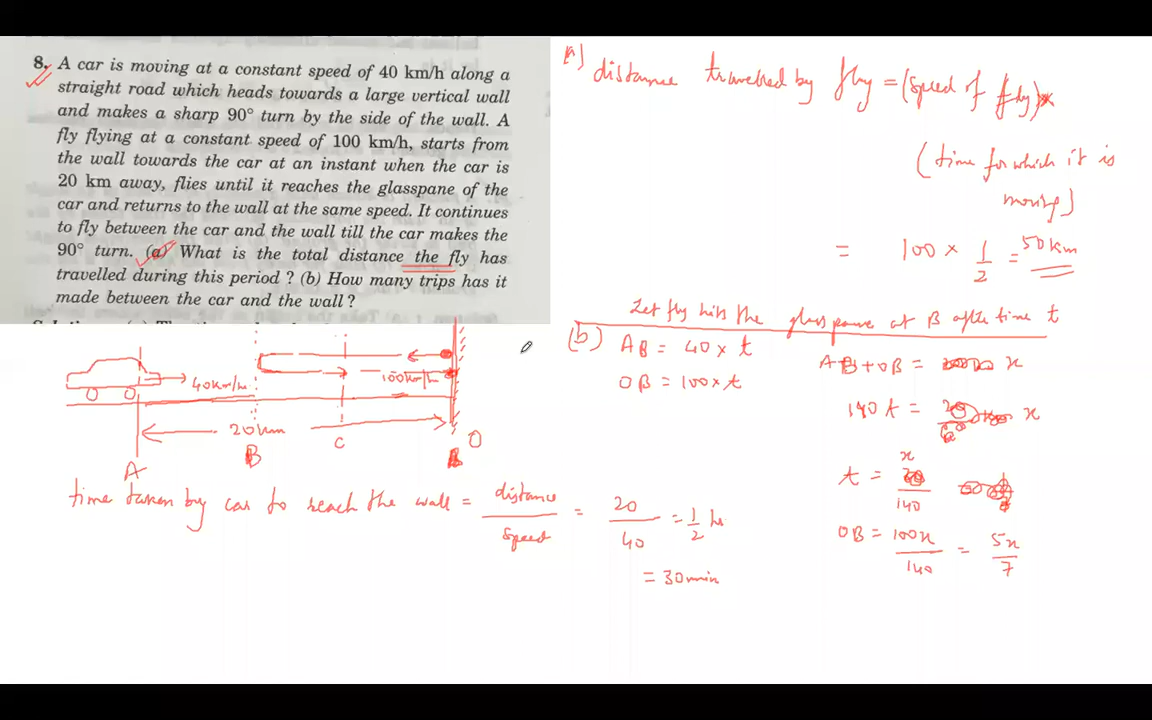 8. A car is moving at a constant speed of 40 km/h along a
straight road which heads towards a large vertical wall
and makes a sharp 90° turn by the side of the wall. A
fly flying at a constant speed of 100 km/h, starts from
the wall towards the car at an instant when the car is
20 km away, flies until it reaches the glasspane of the
car and returns to the wall at the same speed. It continues
to fly between the car and the wall till the car makes the
90° turn. (a) What is the total distance the fly has
travelled during this period ? (b) How many trips has it
made between the car and the wall ?
a) distance travelled by fly = (speed of fly) ×
(time for which it is
moving)
= 100 × 1/2 = 50 km
Let fly hits the glass pane at B after time t
(b) AB = 40 × t
OB = 100 × t
AB + OB = x
140 t = x
t = x/140
OB = 100x/140 = 5x/7
40km/h
100km/h
20km
A
B
C
O
time taken by car to reach the wall = distance/speed = 20/40 = 1/2 hr
= 30 min